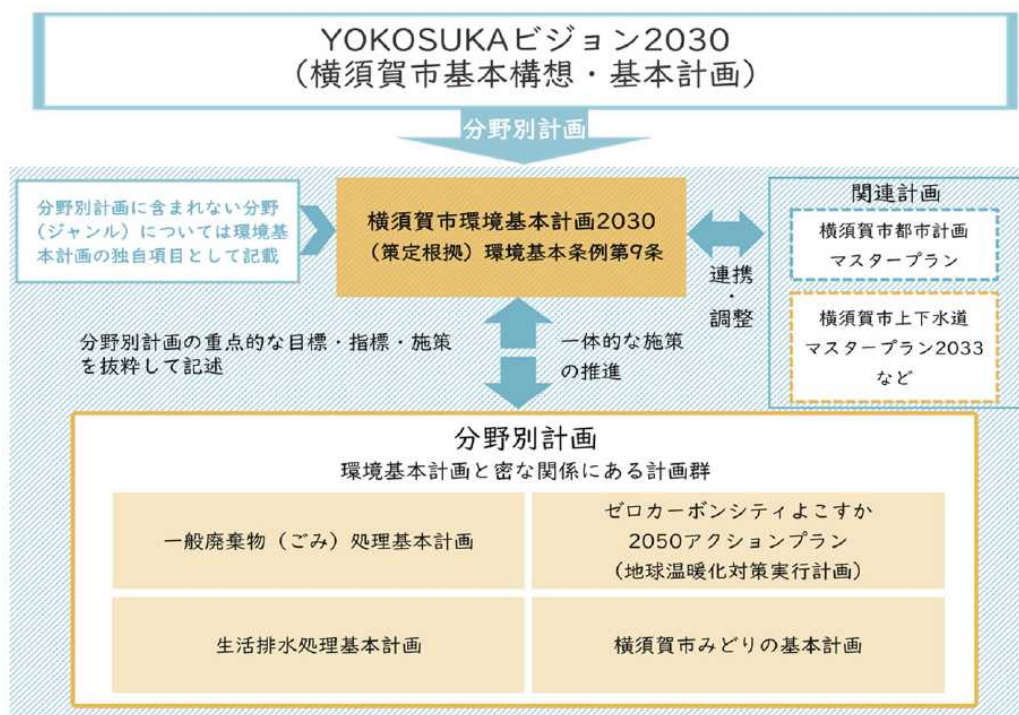 YOKOSUKAビジョン2030
（横須賀市基本構想・基本計画）
分野別計画
分野別計画に含まれない分野
（ジャンル）については環境基
本計画の独自項目として記載
横須賀市環境基本計画2030
（策定根拠）環境基本条例第9条
連携
・
調整
関連計画
横須賀市都市計画
マスタープラン
横須賀市上下水道
マスタープラン2033
など
分野別計画の重点的な目標・指標・施策
を抜粋して記述
一体的な施策
の推進
分野別計画
環境基本計画と密な関係にある計画群
一般廃棄物（ごみ）処理基本計画
ゼロカーボンシティよこすか
2050アクションプラン
（地球温暖化対策実行計画）
生活排水処理基本計画
横須賀市みどりの基本計画